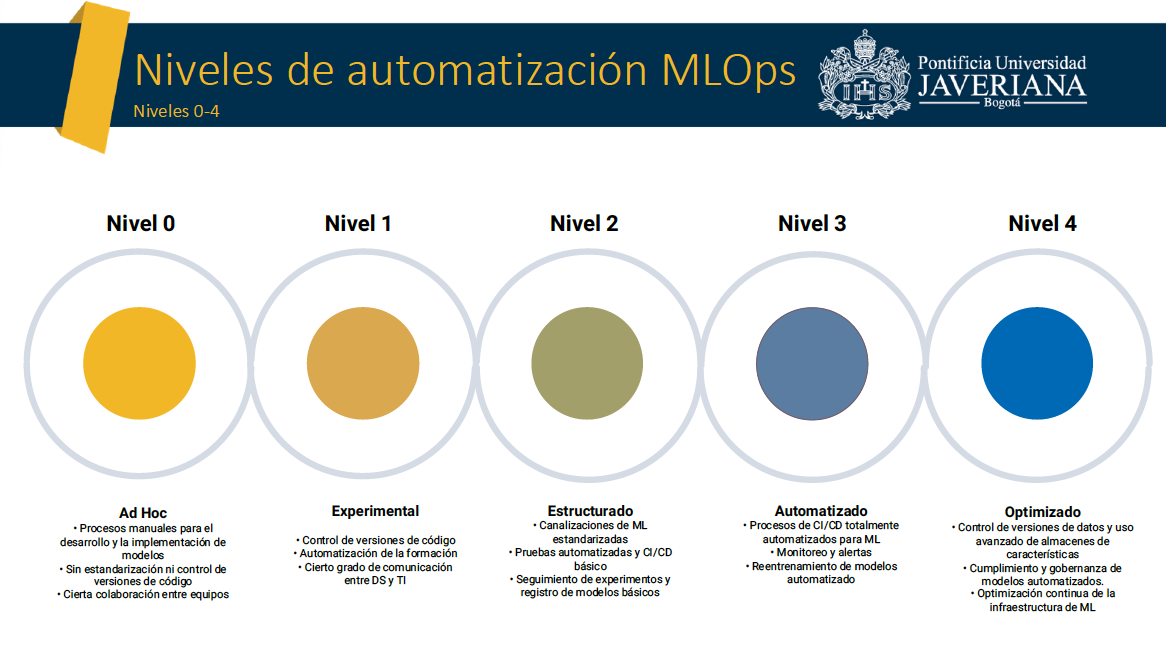 Niveles de automatización MLOps
Niveles 0-4
Pontificia Universidad
JAVERIANA
Bogotá
IHS
Nivel 0
Nivel 1
Nivel 2
Nivel 3
Nivel 4
Ad Hoc
• Procesos manuales para el
desarrollo y la implementación de
modelos
• Sin estandarización ni control de
versiones de código
• Cierta colaboración entre equipos
Experimental
• Control de versiones de código
• Automatización de la formación
• Cierto grado de comunicación
entre DS y TI
Estructurado
• Canalizaciones de ML
estandarizadas
• Pruebas automatizadas y CI/CD
básico
• Seguimiento de experimentos y
registro de modelos básicos
Automatizado
• Procesos de CI/CD totalmente
automatizados para ML
• Monitoreo y alertas
• Reentrenamiento de modelos
automatizado
Optimizado
• Control de versiones de datos y uso
avanzado de almacenes de
características
• Cumplimiento y gobernanza de
modelos automatizados.
• Optimización continua de la
infraestructura de ML